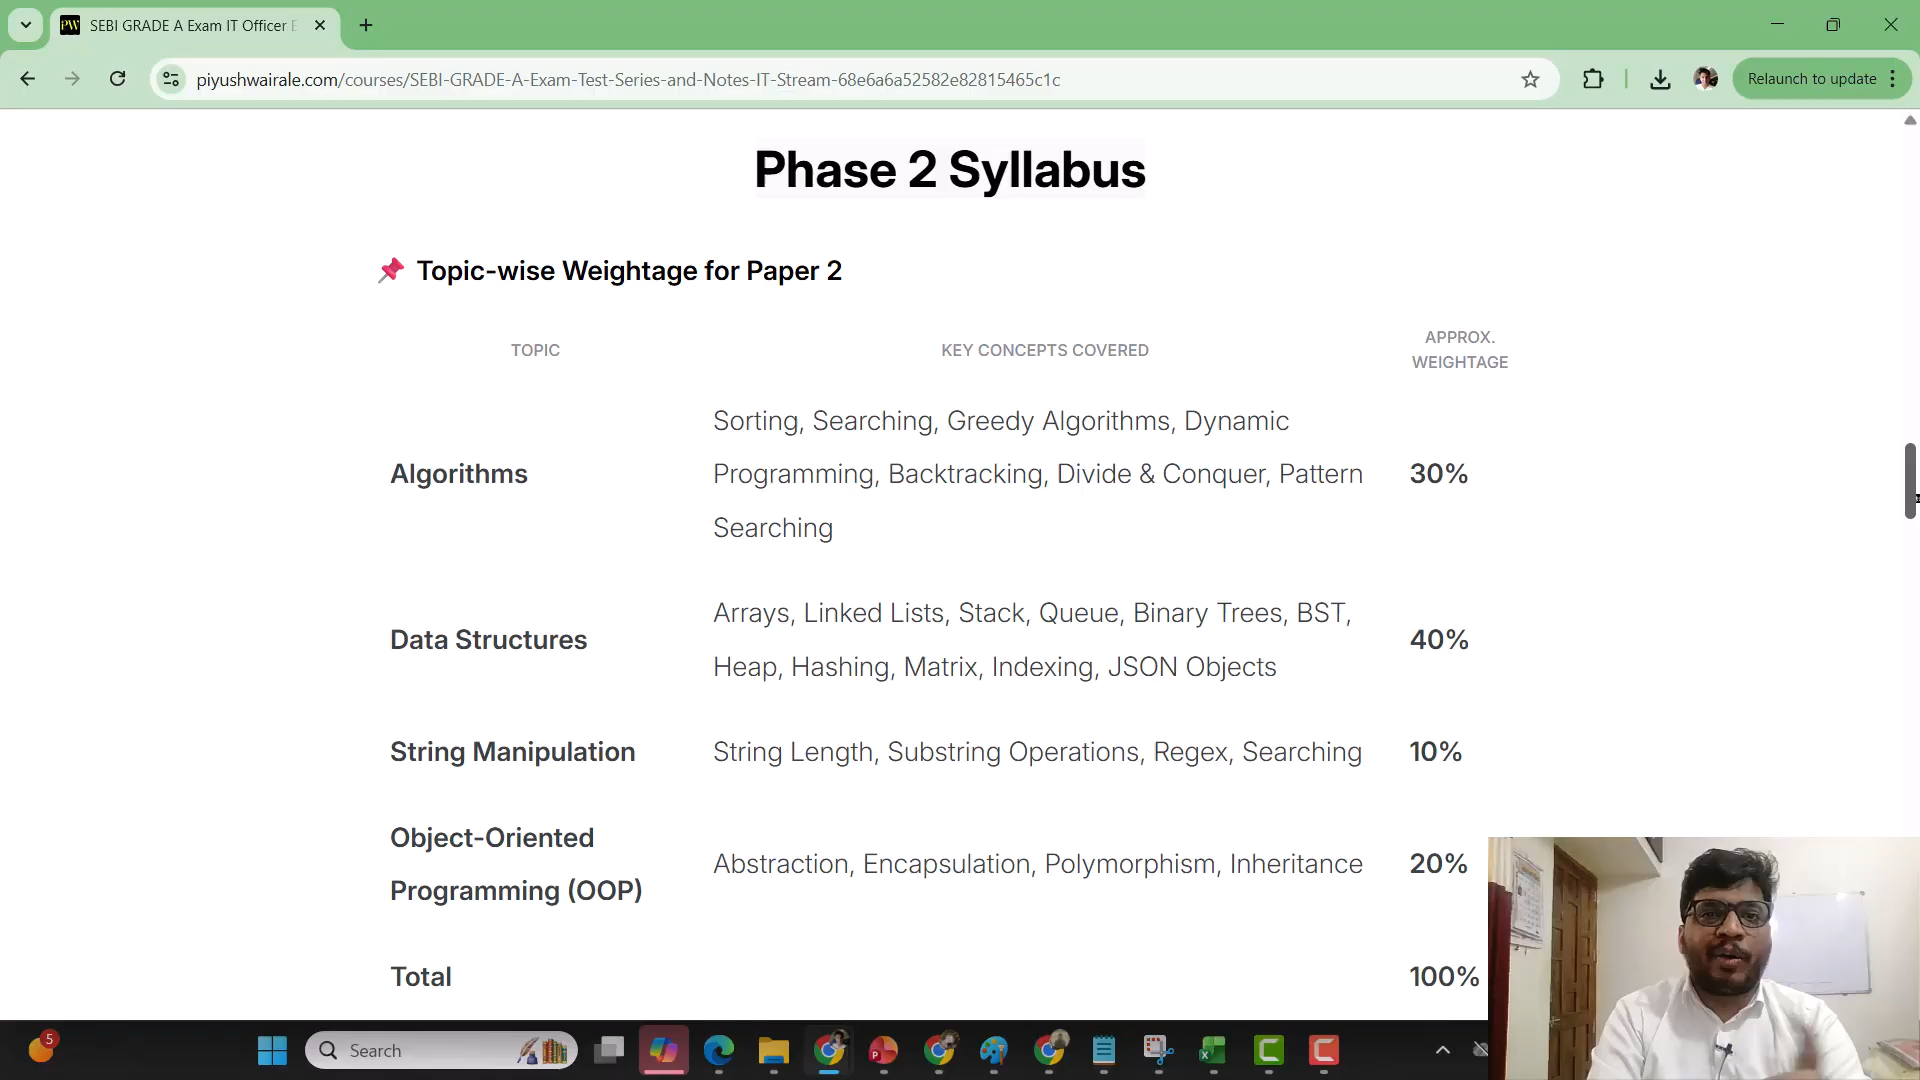 SEBI GRADE A Exam IT Officer E
piyushwairale.com/courses/SEBI-GRADE-A-Exam-Test-Series-and-Notes-IT-Stream-68e6a6a52582e82815465c1c
Relaunch to update
Phase 2 Syllabus
Topic-wise Weightage for Paper 2
TOPIC
KEY CONCEPTS COVERED
APPROX.
WEIGHTAGE
Algorithms
Sorting, Searching, Greedy Algorithms, Dynamic
Programming, Backtracking, Divide & Conquer, Pattern
Searching
30%
Data Structures
Arrays, Linked Lists, Stack, Queue, Binary Trees, BST,
Heap, Hashing, Matrix, Indexing, JSON Objects
40%
String Manipulation
String Length, Substring Operations, Regex, Searching
10%
Object-Oriented
Programming (OOP)
Abstraction, Encapsulation, Polymorphism, Inheritance
20%
Total
100%
5
Search